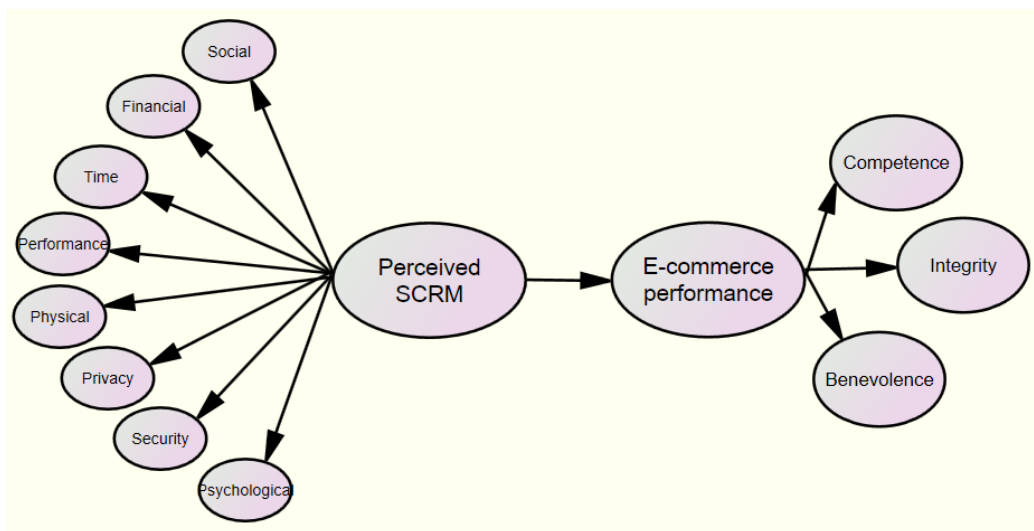 Social
Financial
Time
Performance
Physical
Privacy
Security
Psychological
Perceived
SCRM
E-commerce
performance
Competence
Integrity
Benevolence